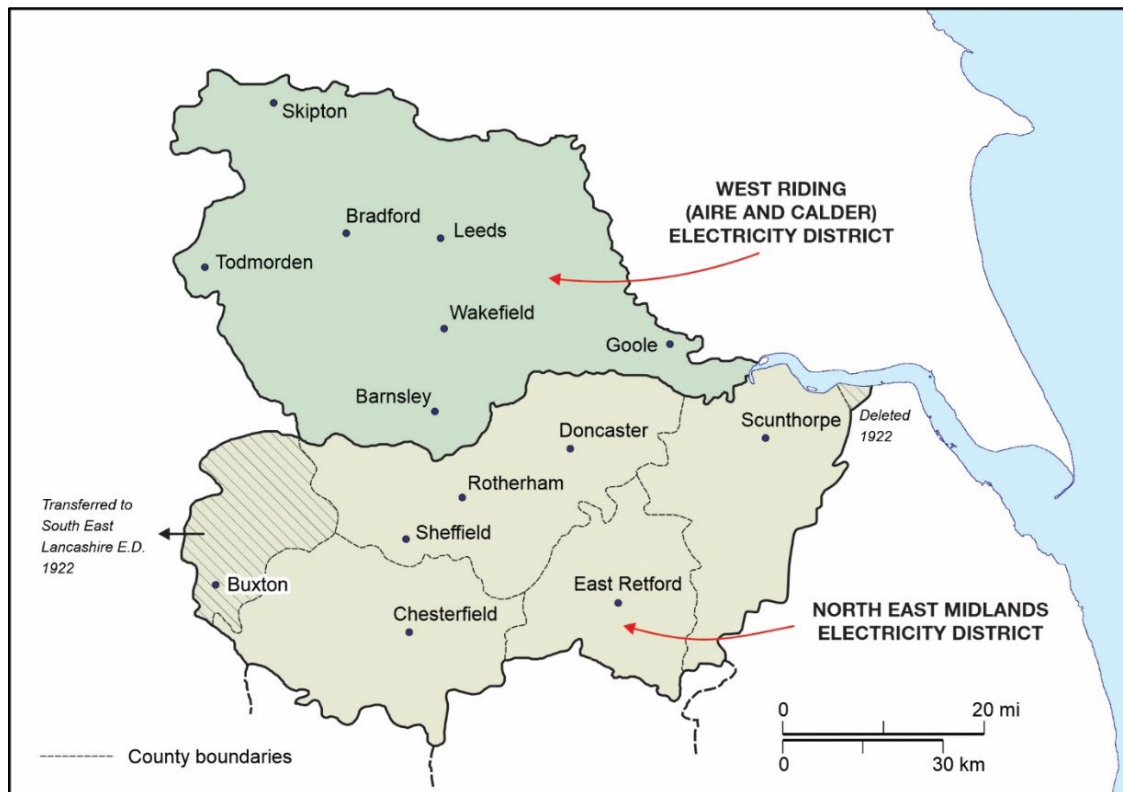 Skipton
WEST RIDING
(AIRE AND CALDER)
ELECTRICITY DISTRICT
Bradford
Leeds
Todmorden
Wakefield
Goole
Barnsley
Scunthorpe
Deleted
1922
Doncaster
Rotherham
Transferred to
South East
Lancashire E.D.
1922
Sheffield
Buxton
East Retford
Chesterfield
NORTH EAST MIDLANDS
ELECTRICITY DISTRICT
0 20 mi
0 30 km
County boundaries